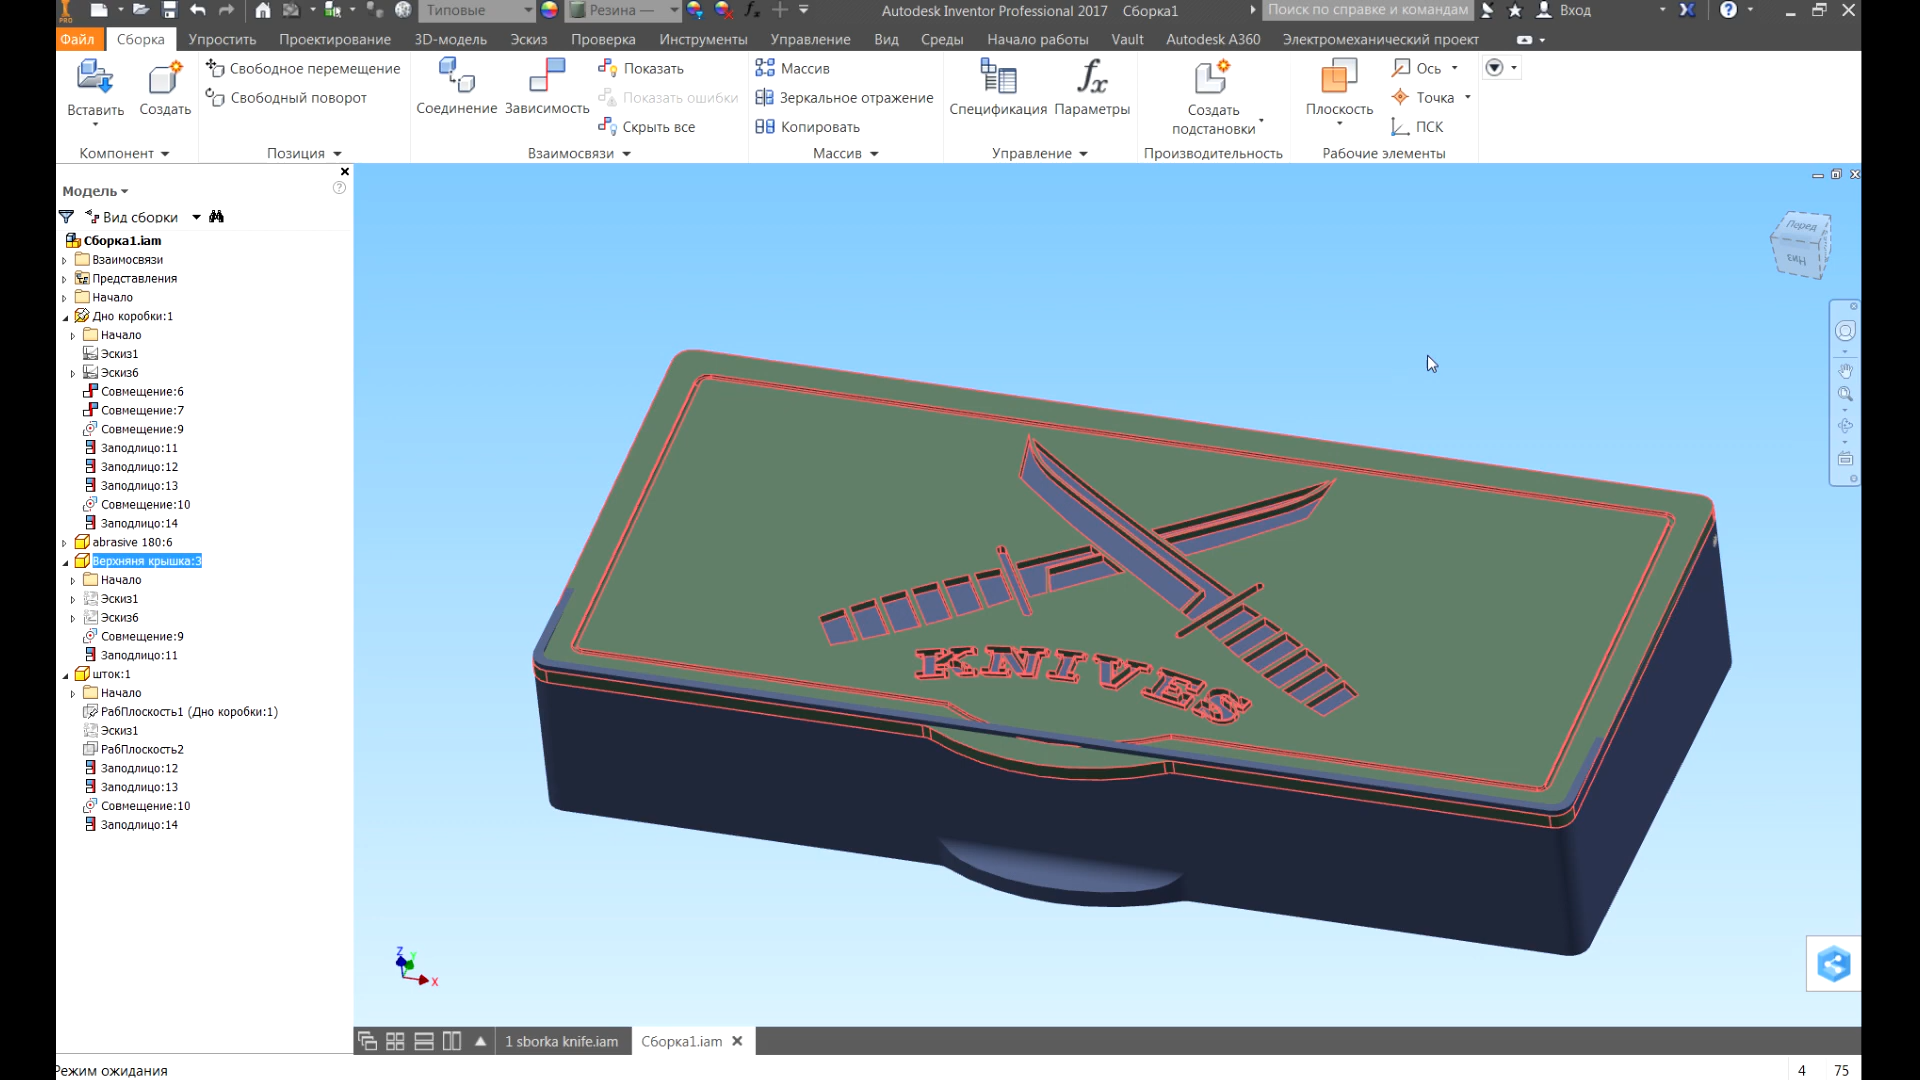 PRO
Типовые
Резина —
Autodesk Inventor Professional 2017 Сборка1
Поиск по справке и командам
Вход
Файл
Сборка
Упростить
Проектирование
3D-модель
Эскиз
Проверка
Инструменты
Управление
Вид
Среды
Начало работы
Vault
Autodesk A360
Электромеханический проект
Вставить
Создать
Свободное перемещение
Свободный поворот
Соединение
Зависимость
Показать
Показать ошибки
Скрыть все
Массив
Зеркальное отражение
Копировать
Спецификация
Параметры
Создать
подстановки
Плоскость
Ось
Точка
ПСК
Компонент
Позиция
Взаимосвязи
Массив
Управление
Производительность
Рабочие элементы
Модель
Вид сборки
Сборка1.iam
Взаимосвязи
Представления
Начало
Дно коробки:1
Начало
Эскиз1
Эскиз6
Совмещение:6
Совмещение:7
Совмещение:9
Заподлицо:11
Заподлицо:12
Заподлицо:13
Совмещение:10
Заподлицо:14
abrasive 180:6
Верхняня крышка:3
Начало
Эскиз1
Эскиз6
Совмещение:9
Заподлицо:11
шток:1
Начало
РабПлоскость1 (Дно коробки:1)
Эскиз1
РабПлоскость2
Заподлицо:12
Заподлицо:13
Совмещение:10
Заподлицо:14
Перед
Низ
KNIVES
Z
Y
X
1 sborka knife.iam
Сборка1.iam
Режим ожидания
4 75